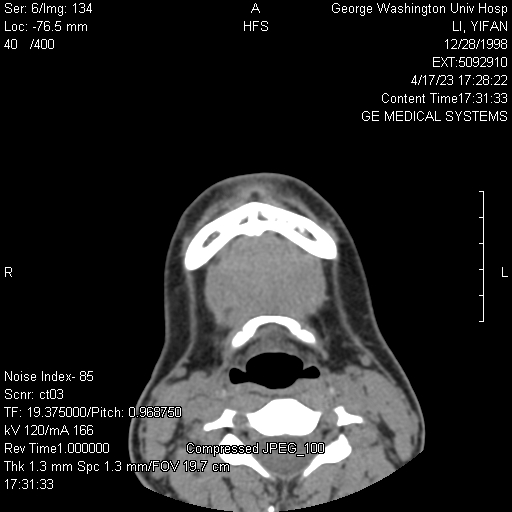 Ser: 6/Img: 134
Loc: -76.5 mm
40 /400
A
HFS
George Washington Univ Hosp
LI, YIFAN
12/28/1998
EXT:5092910
4/17/23 17:28:22
Content Time17:31:33
GE MEDICAL SYSTEMS
R
L
Noise Index- 85
Scnr: ct03
TF: 19.375000/Pitch: 0.968750
kV 120/mA 166
Rev Time1.000000
Compressed JPEG_100
Thk 1.3 mm Spc 1.3 mm/FOV 19.7 cm
17:31:33